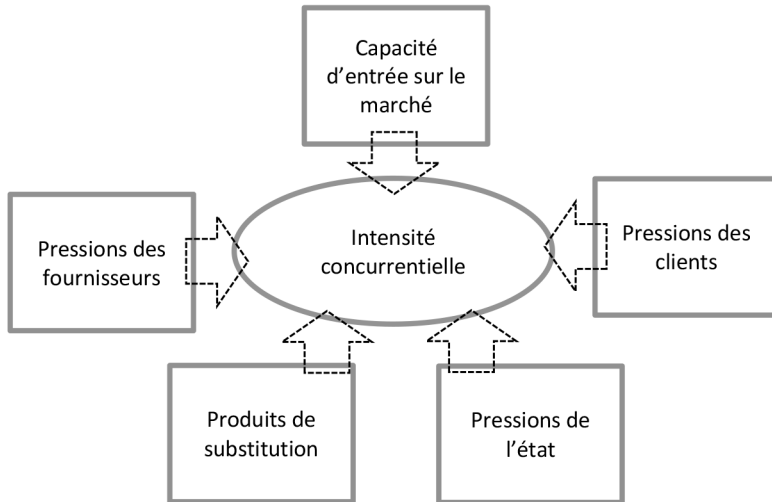 Capacité
d'entrée sur le
marché
Pressions des
fournisseurs
Intensité
concurrentielle
Pressions des
clients
Produits de
substitution
Pressions de
l'état